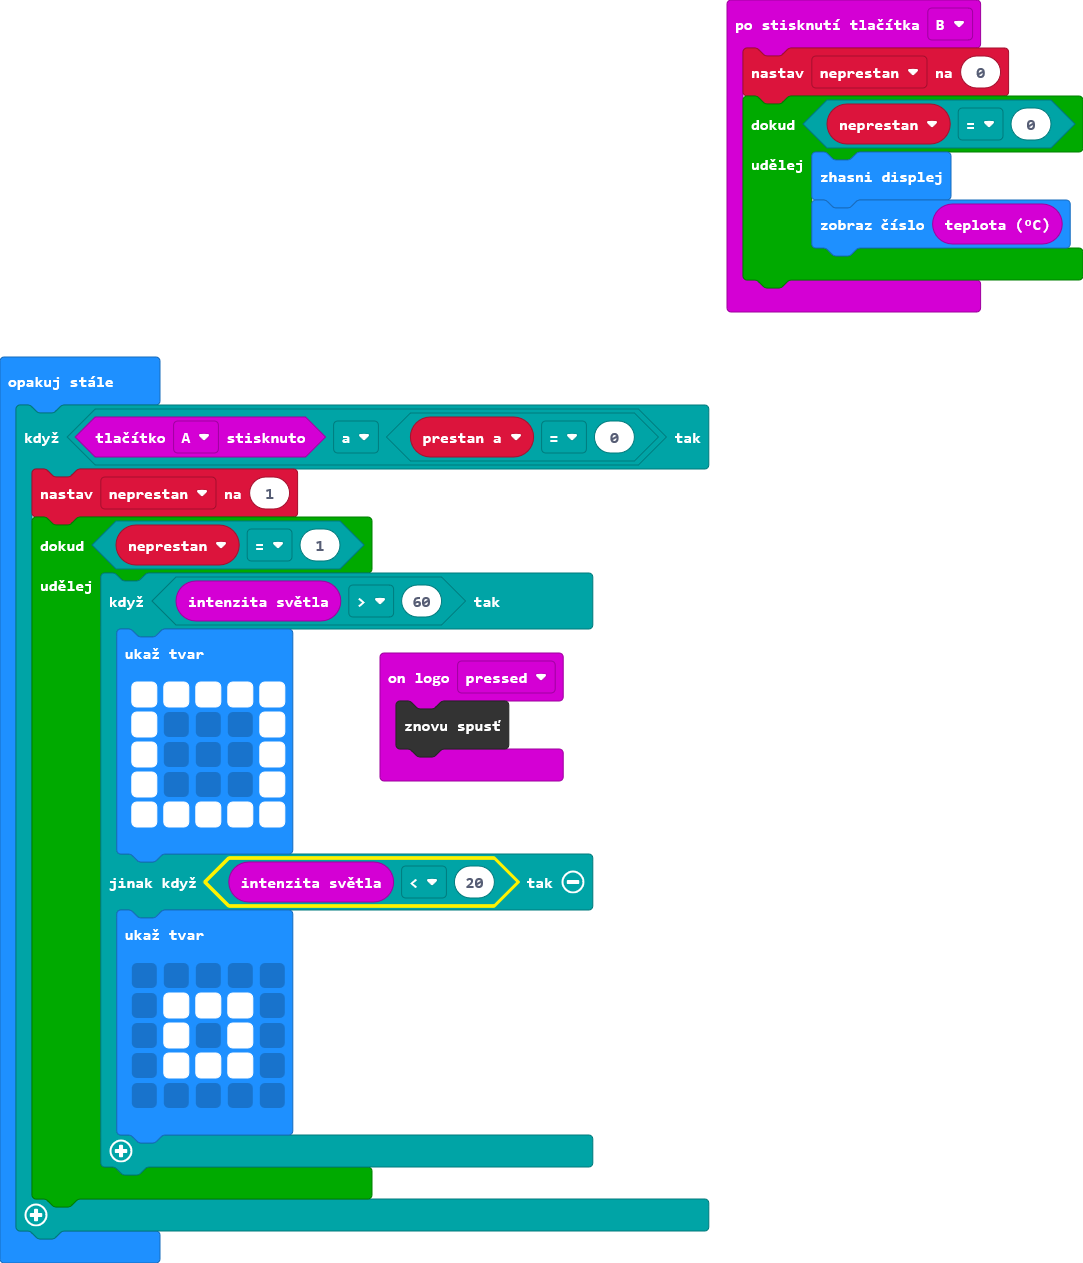 po stisknutí tlačítka B
nastav neprestan na 0
dokud neprestan = 0
udělej
zhasni displej
zobraz číslo teplota (°C)
opakuj stále
když tlačítko A stisknuto a prestan a = 0 tak
nastav neprestan na 1
dokud neprestan = 1
udělej
když intenzita světla > 60 tak
ukaž tvar
on logo pressed
znovu spusť
jinak když intenzita světla < 20 tak
ukaž tvar